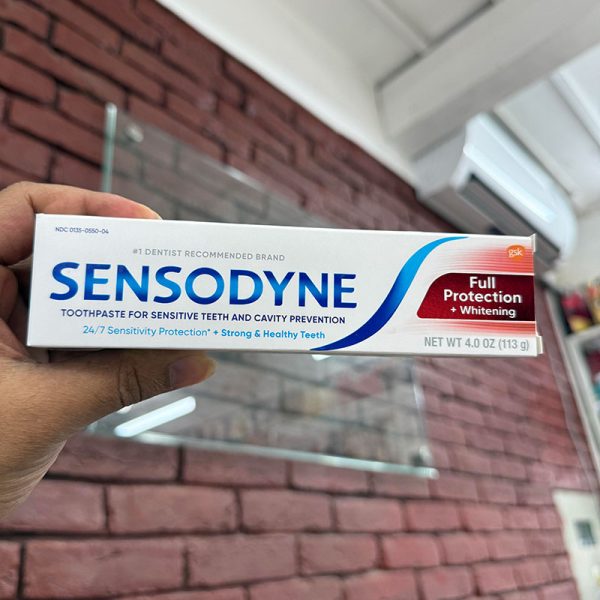 NDC 0135-0550-04
#1 DENTIST RECOMMENDED BRAND
SENSODYNE
TOOTHPASTE FOR SENSITIVE TEETH AND CAVITY PREVENTION
24/7 Sensitivity Protection* + Strong & Healthy Teeth
gsk
Full
Protection
+ Whitening
NET WT 4.0 OZ (113 g)